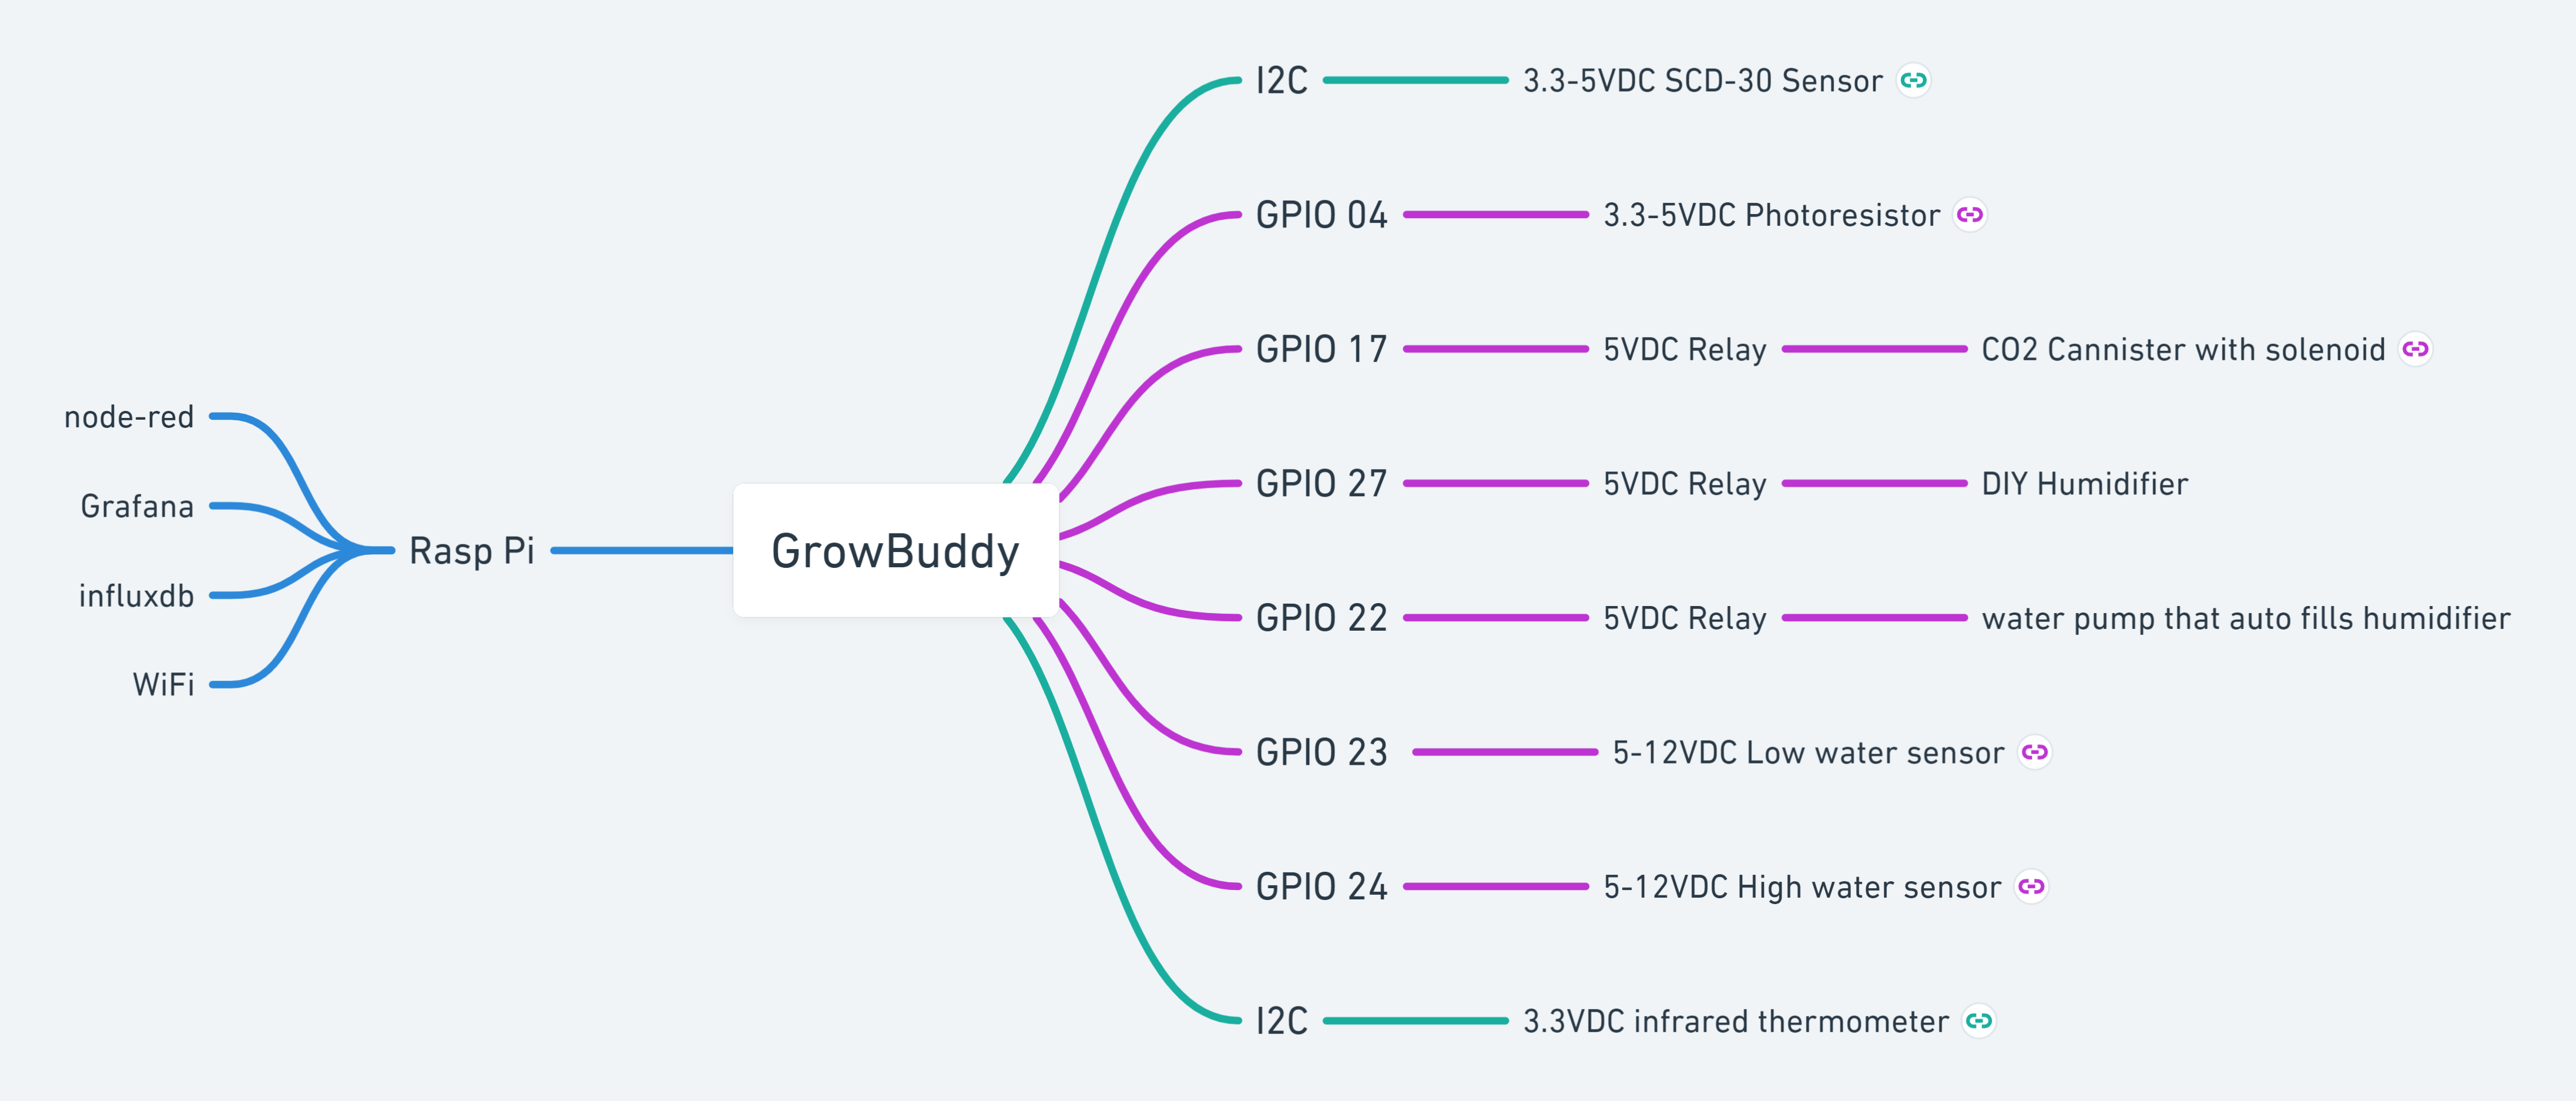 node-red
Grafana
influxdb
WiFi
Rasp Pi
GrowBuddy
I2C 3.3-5VDC SCD-30 Sensor
GPIO 04 3.3-5VDC Photoresistor
GPIO 17 5VDC Relay CO2 Cannister with solenoid
GPIO 27 5VDC Relay DIY Humidifier
GPIO 22 5VDC Relay water pump that auto fills humidifier
GPIO 23 5-12VDC Low water sensor
GPIO 24 5-12VDC High water sensor
I2C 3.3VDC infrared thermometer